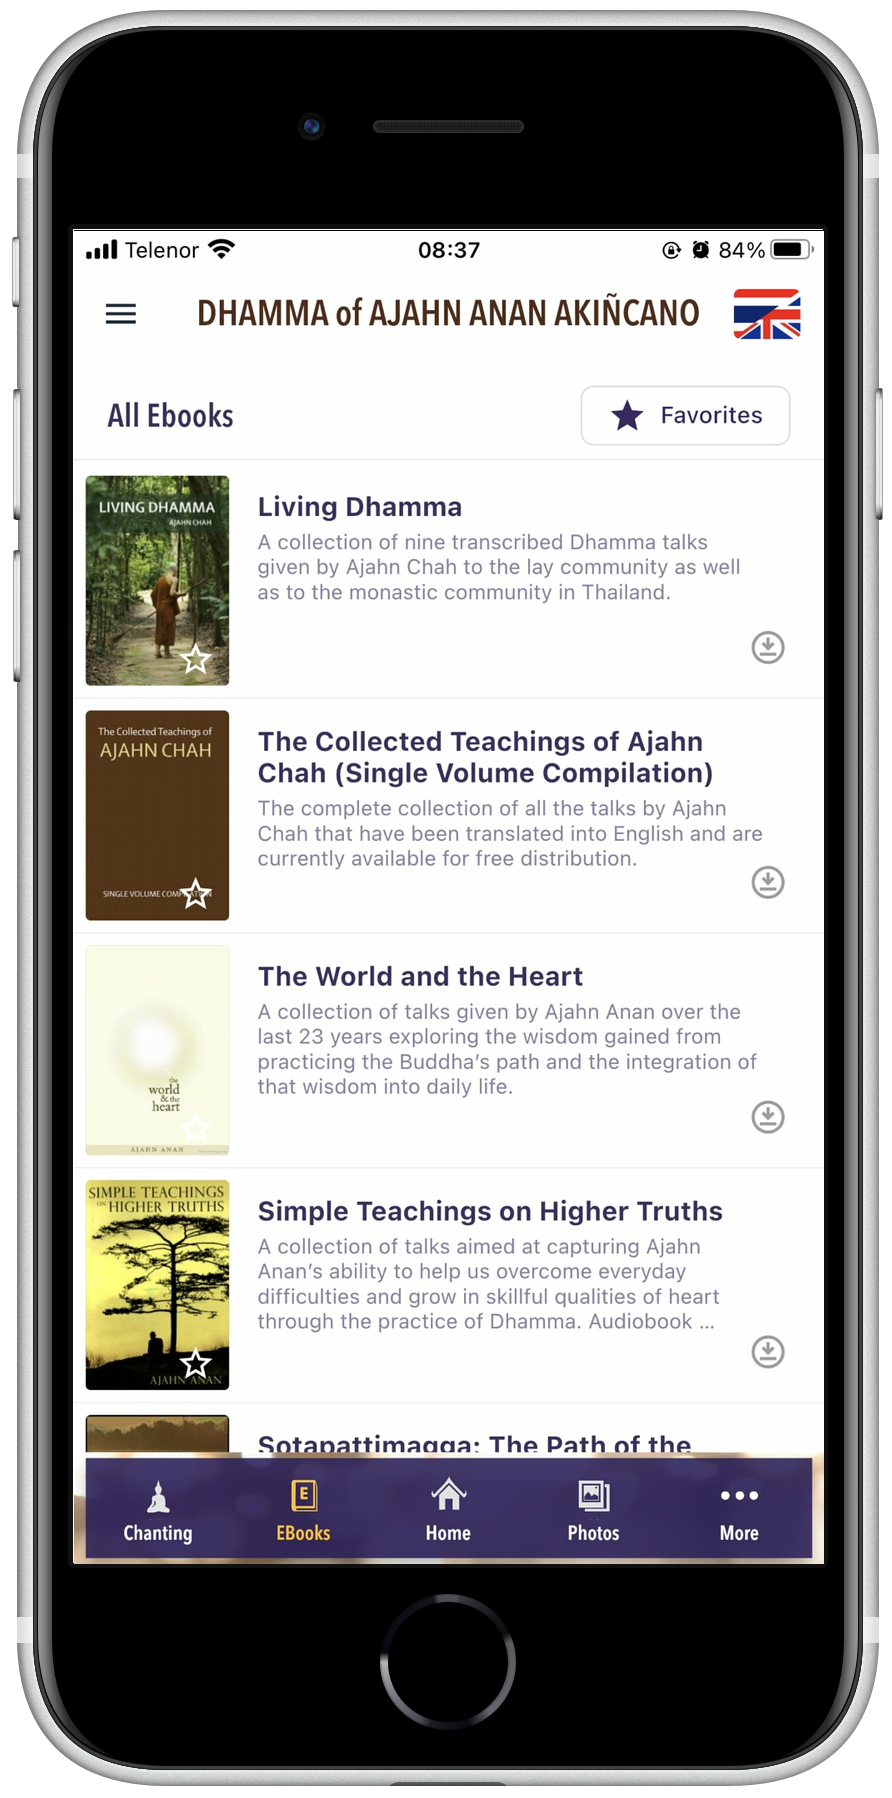 Telenor
08:37
84%
DHAMMA of AJAHN ANAN AKIÑCANO
All Ebooks
Favorites
LIVING DHAMMA
AJAHN CHAH
Living Dhamma
A collection of nine transcribed Dhamma talks
given by Ajahn Chah to the lay community as well
as to the monastic community in Thailand.
The Collected Teachings of
AJAHN CHAH
SINGLE VOLUME
The Collected Teachings of Ajahn
Chah (Single Volume Compilation)
The complete collection of all the talks by Ajahn
Chah that have been translated into English and are
currently available for free distribution.
the
world
& the
heart
AJAHN ANAN
The World and the Heart
A collection of talks given by Ajahn Anan over the
last 23 years exploring the wisdom gained from
practicing the Buddha’s path and the integration of
that wisdom into daily life.
SIMPLE TEACHINGS
ON HIGHER TRUTHS
AJAHN ANAN
Simple Teachings on Higher Truths
A collection of talks aimed at capturing Ajahn
Anan’s ability to help us overcome everyday
difficulties and grow in skillful qualities of heart
through the practice of Dhamma. Audiobook ...
Sotapattimagga: The Path of the
E
Chanting
EBooks
Home
Photos
More